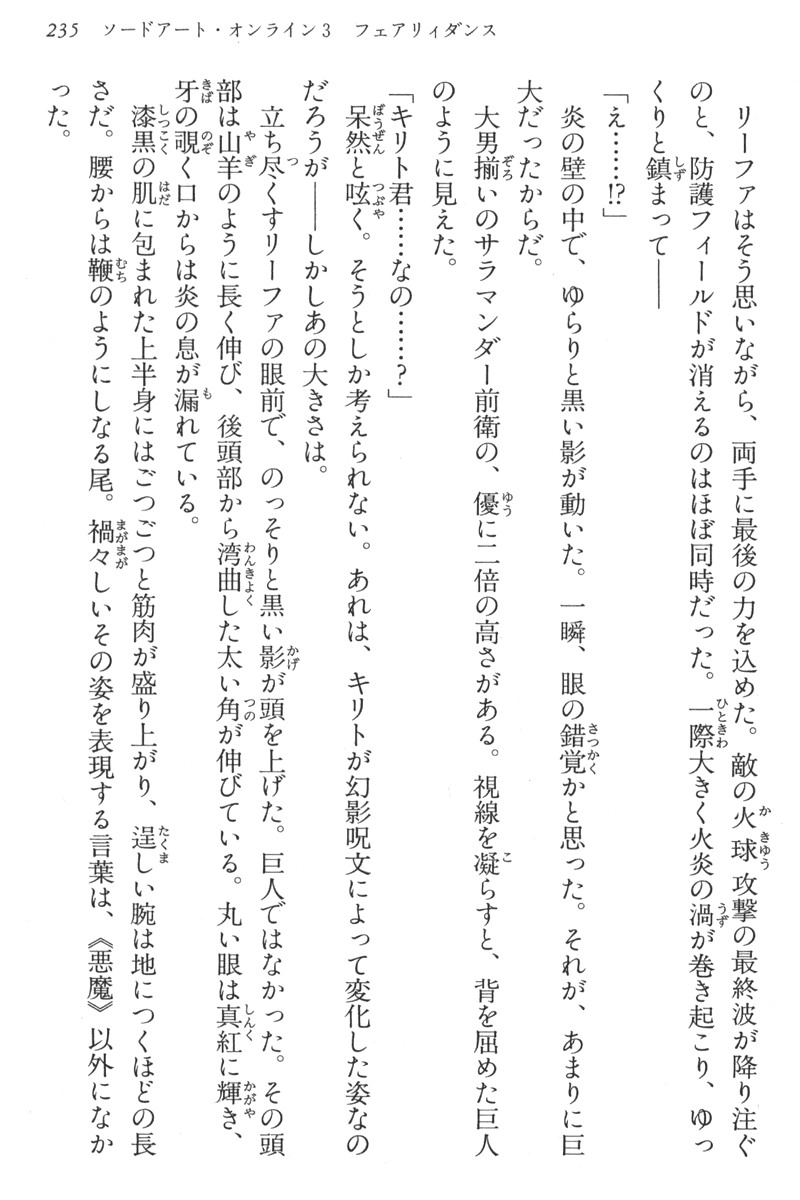 235　ソードアート・オンライン3　フェアリィダンス
　リーファはそう思いながら、両手に最後の力を込めた。敵の火球攻撃の最終波が降り注ぐ
のと、防護フィールドが消えるのはほぼ同時だった。一際大きく火炎の渦が巻き起こり、ゆっ
くりと鎮まって――
「え……!?」
　炎の壁の中で、ゆらりと黒い影が動いた。一瞬、眼の錯覚かと思った。それが、あまりに巨
大だったからだ。
　大男揃いのサラマンダー前衛の、優に二倍の高さがある。視線を凝らすと、背を屈めた巨人
のように見えた。
「キリト君……なの……？」
　呆然と呟く。そうとしか考えられない。あれは、キリトが幻影呪文によって変化した姿なの
だろうが――しかしあの大きさは。
　立ち尽くすリーファの眼前で、のっそりと黒い影が頭を上げた。巨人ではなかった。その頭
部は山羊のように長く伸び、後頭部から湾曲した太い角が伸びている。丸い眼は真紅に輝き、
牙の覗く口からは炎の息が漏れている。
　漆黒の肌に包まれた上半身にはごつごつと筋肉が盛り上がり、逞しい腕は地につくほどの長
さだ。腰からは鞭のようにしなる尾。禍々しいその姿を表現する言葉は、《悪魔》以外になか
った。